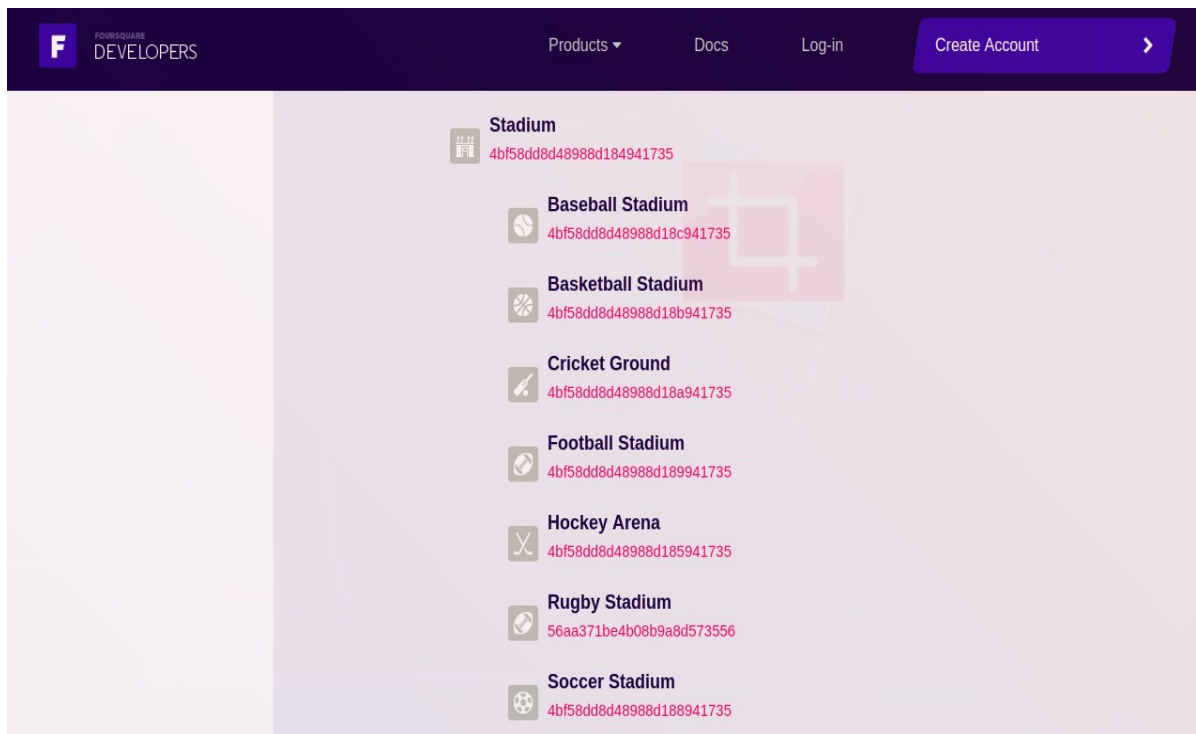 F
FOURSQUARE
DEVELOPERS
Products
Docs
Log-in
Create Account
Stadium
4bf58dd8d48988d184941735
Baseball Stadium
4bf58dd8d48988d18c941735
Basketball Stadium
4bf58dd8d48988d18b941735
Cricket Ground
4bf58dd8d48988d18a941735
Football Stadium
4bf58dd8d48988d189941735
Hockey Arena
4bf58dd8d48988d185941735
Rugby Stadium
56aa371be4b08b9a8d573556
Soccer Stadium
4bf58dd8d48988d188941735